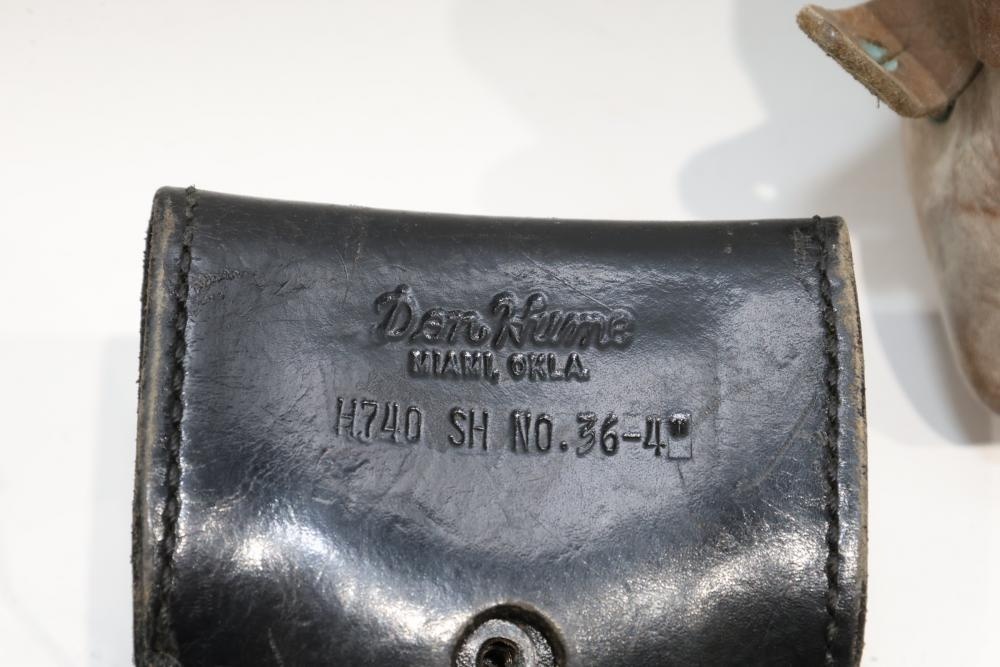 Don Hume
MIAMI, OKLA.
H740 SH NO. 36-4"